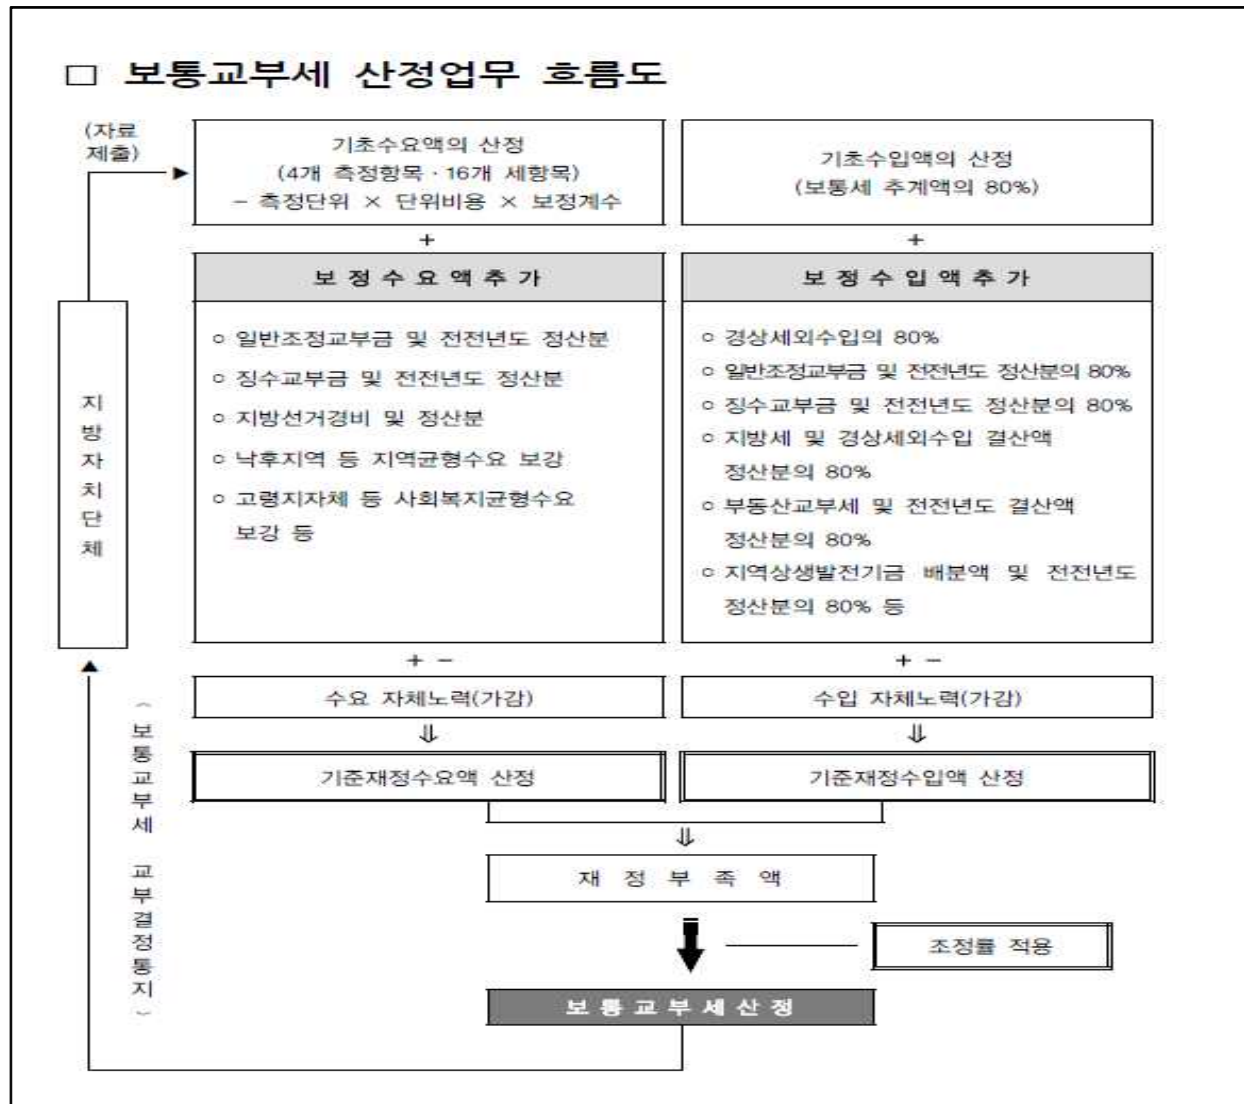 □ 보통교부세 산정업무 흐름도
(자료
제출)
기초수요액의 산정
(4개 측정항목 · 16개 세항목)
- 측정단위 × 단위비용 × 보정계수
기초수입액의 산정
(보통세 추계액의 80%)
+
+
보정수요액추가
보정수입액추가
○ 일반조정교부금 및 전전년도 정산분
○ 징수교부금 및 전전년도 정산분
○ 지방선거경비 및 정산분
○ 낙후지역 등 지역균형수요 보강
○ 고령지자체 등 사회복지균형수요
보강 등
○ 경상세외수입의 80%
○ 일반조정교부금 및 전전년도 정산분의 80%
○ 징수교부금 및 전전년도 정산분의 80%
○ 지방세 및 경상세외수입 결산액
정산분의 80%
○ 부동산교부세 및 전전년도 결산액
정산분의 80%
○ 지역상생발전기금 배분액 및 전전년도
정산분의 80% 등
지방자치단체
+ -
+ -
수요 자체노력(가감)
수입 자체노력(가감)
⇓
⇓
기준재정수요액 산정
기준재정수입액 산정
⇓
재정부족액
조정률 적용
보통교부세산정
(보통교부세 교부결정통지)